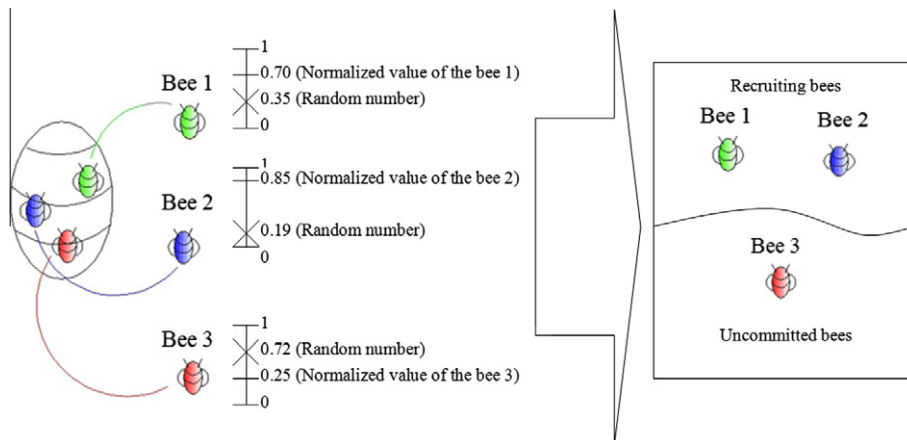 Bee 1
1
0.70 (Normalized value of the bee 1)
0.35 (Random number)
0
Bee 2
1
0.85 (Normalized value of the bee 2)
0.19 (Random number)
0
Bee 3
1
0.72 (Random number)
0.25 (Normalized value of the bee 3)
0
Recruiting bees
Bee 1
Bee 2
Bee 3
Uncommitted bees